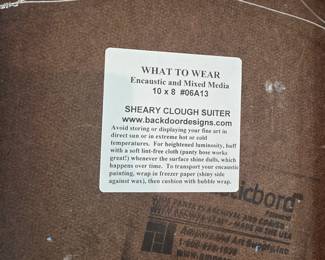 WHAT TO WEAR
Encaustic and Mixed Media
10 x 8 #06A13
SHEARY CLOUGH SUITER
www.backdoordesigns.com
Avoid storing or displaying your fine art in
direct sun or in extreme hot or cold
temperatures. For heightened luminosity, buff
with a soft lint-free cloth (panty hose works
great!) whenever the surface shine dulls, which
happens over time. To transport your encaustic
painting, wrap in freezer paper (shiny side
against wax), then cushion with bubble wrap.
Art